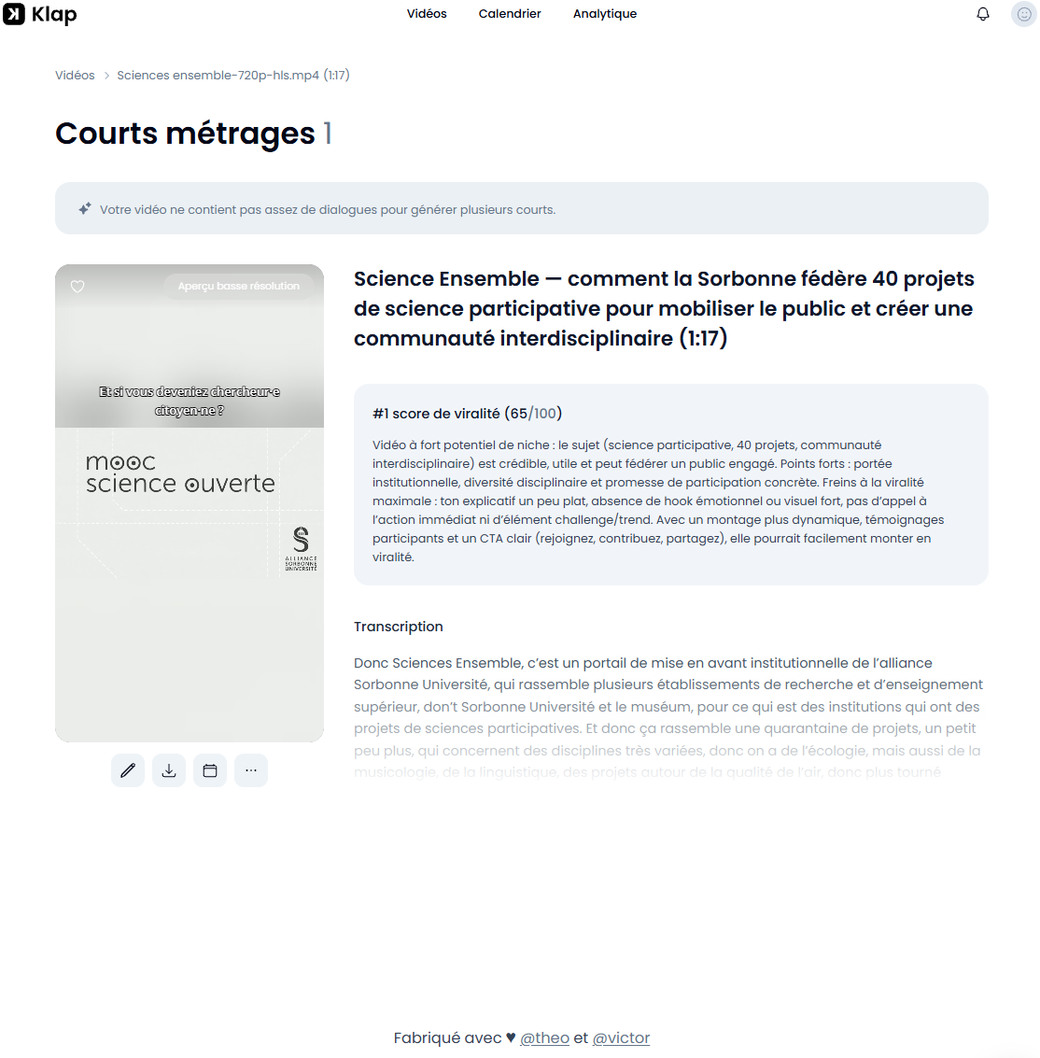 Klap
Vidéos
Calendrier
Analytique
Vidéos > Sciences ensemble-720p-hls.mp4 (1:17)
Courts métrages 1
Votre vidéo ne contient pas assez de dialogues pour générer plusieurs courts.
Aperçu basse résolution
Et si vous deveniez chercheur·e
citoyen·ne ?
mooc
science ouverte
ALLIANCE
SORBONNE
UNIVERSITÉ
Science Ensemble — comment la Sorbonne fédère 40 projets
de science participative pour mobiliser le public et créer une
communauté interdisciplinaire (1:17)
#1 score de viralité (65/100)
Vidéo à fort potentiel de niche : le sujet (science participative, 40 projets, communauté
interdisciplinaire) est crédible, utile et peut fédérer un public engagé. Points forts : portée
institutionnelle, diversité disciplinaire et promesse de participation concrète. Freins à la viralité
maximale : ton explicatif un peu plat, absence de hook émotionnel ou visuel fort, pas d’appel à
l’action immédiat ni d’élément challenge/trend. Avec un montage plus dynamique, témoignages
participants et un CTA clair (rejoignez, contribuez, partagez), elle pourrait facilement monter en
viralité.
Transcription
Donc Sciences Ensemble, c’est un portail de mise en avant institutionnelle de l’alliance
Sorbonne Université, qui rassemble plusieurs établissements de recherche et d’enseignement
supérieur, don’t Sorbonne Université et le muséum, pour ce qui est des institutions qui ont des
projets de sciences participatives. Et donc ça rassemble une quarantaine de projets, un petit
peu plus, qui concernent des disciplines très variées, donc on a de l’écologie, mais aussi de la
musicologie, de la linguistique, des projets autour de la qualité de l’air, donc plus tourné
Fabriqué avec ♥ @theo et @victor